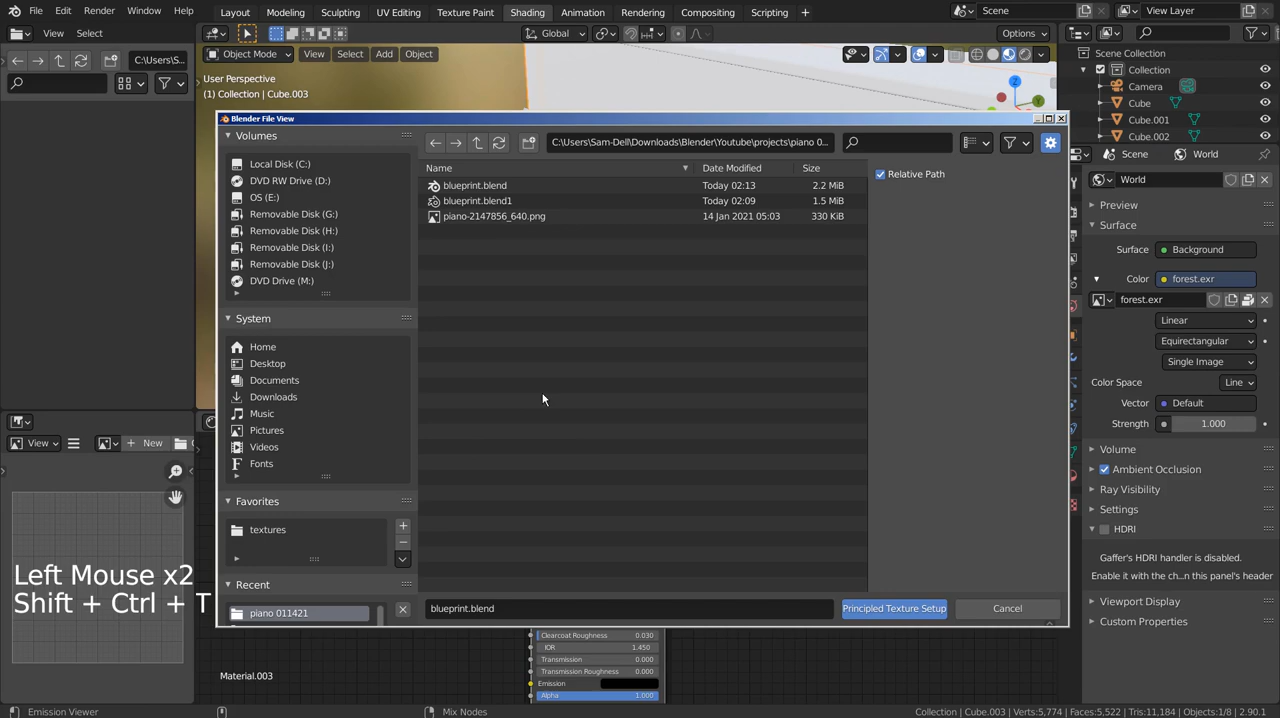 File Edit Render Window Help Layout Modeling Sculpting UV Editing Texture Paint Shading Animation Rendering Compositing Scripting + Scene View Layer
View Select Global Options
C:\Users\S... Object Mode View Select Add Object Scene Collection
User Perspective
(1) Collection | Cube.003
Collection
Camera
Cube
Cube.001
Cube.002
Z
Y
Blender File View
Volumes
Local Disk (C:)
DVD RW Drive (D:)
OS (E:)
Removable Disk (G:)
Removable Disk (H:)
Removable Disk (I:)
Removable Disk (J:)
DVD Drive (M:)
System
Home
Desktop
Documents
Downloads
Music
Pictures
Videos
Fonts
Favorites
textures
Recent
piano 011421
C:\Users\Sam-Dell\Downloads\Blender\Youtube\projects\piano 0...
Name Date Modified Size
blueprint.blend Today 02:13 2.2 MiB
blueprint.blend1 Today 02:09 1.5 MiB
piano-2147856_640.png 14 Jan 2021 05:03 330 KiB
Relative Path
blueprint.blend Principled Texture Setup Cancel
Scene World
World
Preview
Surface
Surface Background
Color forest.exr
forest.exr
Linear
Equirectangular
Single Image
Color Space Line
Vector Default
Strength 1.000
Volume
Ambient Occlusion
Ray Visibility
Settings
HDRI
Gaffer's HDRI handler is disabled.
Enable it with the ch...n this panel's header
Viewport Display
Custom Properties
View New
Left Mouse x2
Shift + Ctrl + T
Clearcoat Roughness 0.030
IOR 1.450
Transmission 0.000
Transmission Roughness 0.000
Emission
Alpha 1.000
Material.003
Emission Viewer Mix Nodes Collection | Cube.003 | Verts:5,774 | Faces:5,522 | Tris:11,184 | Objects:1/8 | 2.90.1